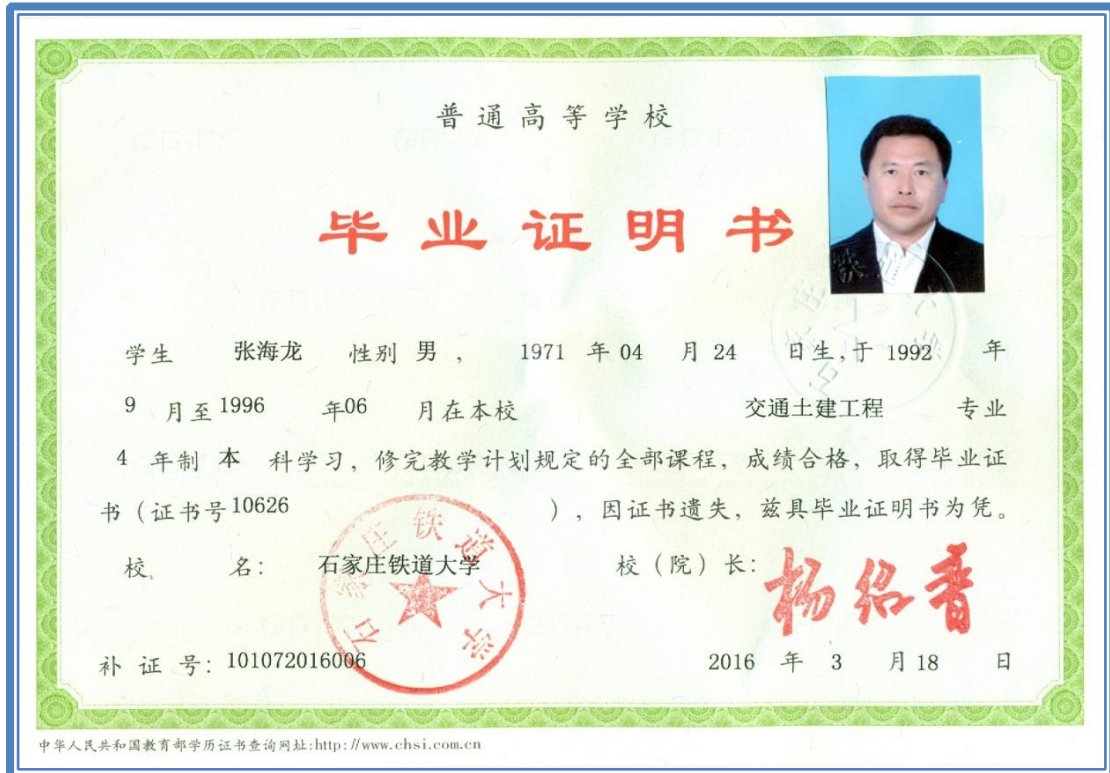 普通高等学校
毕业证明书
学生 张海龙 性别 男 , 1971 年 04 月 24 日生,于 1992 年
9 月至 1996 年 06 月在本校 交通土建工程 专业
4 年制 本 科学习, 修完教学计划规定的全部课程, 成绩合格, 取得毕业证
书 (证书号 10626 ) , 因证书遗失, 兹具毕业证明书为凭。
校 名: 石家庄铁道大学 校 (院) 长: 杨绍普
石家庄铁道大学
补 证 号: 101072016006 2016 年 3 月 18 日
中华人民共和国教育部学历证书查询网址:http://www.chsi.com.cn